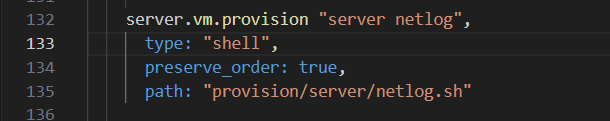 132 server.vm.provision "server netlog",
133 type: "shell",
134 preserve_order: true,
135 path: "provision/server/netlog.sh"
136